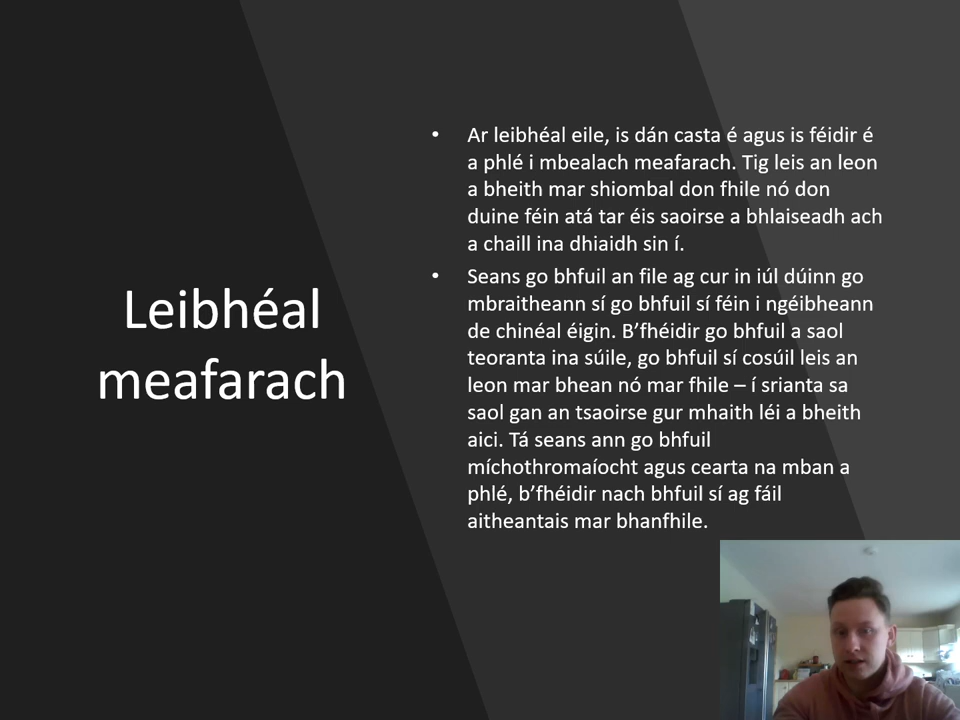 Leibhéal
meafarach
• Ar leibhéal eile, is dán casta é agus is féidir é
a phlé i mbealach meafarach. Tig leis an leon
a bheith mar shiombal don fhile nó don
duine féin atá tar éis saoirse a bhlaiseadh ach
a chaill ina dhiaidh sin í.
• Seans go bhfuil an file ag cur in iúl dúinn go
mbraitheann sí go bhfuil sí féin i ngéibheann
de chinéal éigin. B’fhéidir go bhfuil a saol
teoranta ina súile, go bhfuil sí cosúil leis an
leon mar bhean nó mar fhile – í srianta sa
saol gan an tsaoirse gur mhaith léi a bheith
aici. Tá seans ann go bhfuil
míchothromaíocht agus cearta na mban a
phlé, b’fhéidir nach bhfuil sí ag fáil
aitheantais mar bhanfhile.